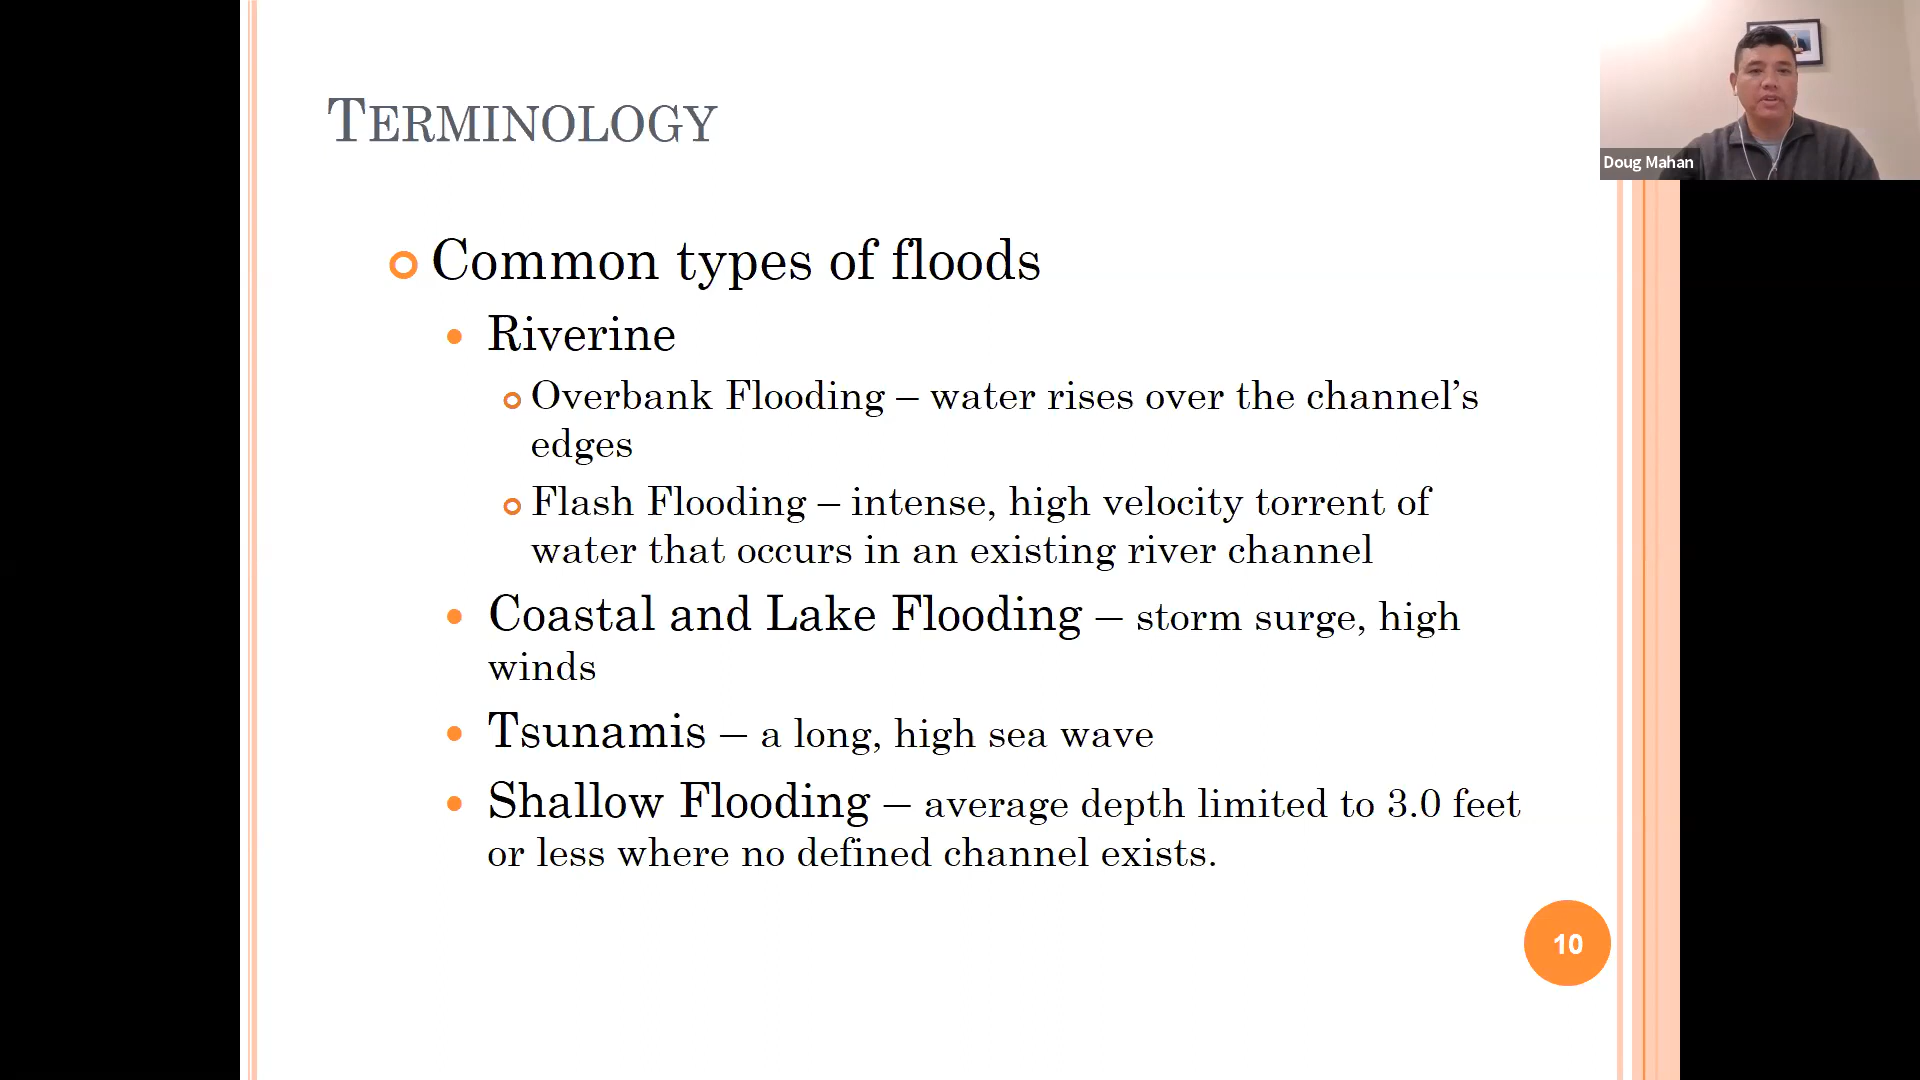 TERMINOLOGY
Doug Mahan
Common types of floods
Riverine
Overbank Flooding – water rises over the channel’s
edges
Flash Flooding – intense, high velocity torrent of
water that occurs in an existing river channel
Coastal and Lake Flooding – storm surge, high
winds
Tsunamis – a long, high sea wave
Shallow Flooding – average depth limited to 3.0 feet
or less where no defined channel exists.
10